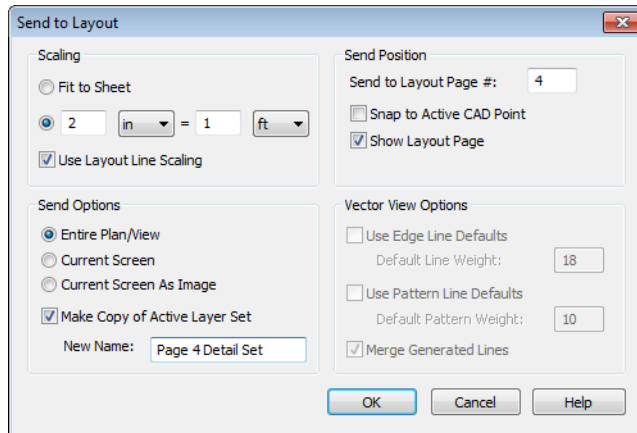 Send to Layout
Scaling
Fit to Sheet
2 in = 1 ft
Use Layout Line Scaling
Send Position
Send to Layout Page #: 4
Snap to Active CAD Point
Show Layout Page
Send Options
Entire Plan/View
Current Screen
Current Screen As Image
Make Copy of Active Layer Set
New Name: Page 4 Detail Set
Vector View Options
Use Edge Line Defaults
Default Line Weight: 18
Use Pattern Line Defaults
Default Pattern Weight: 10
Merge Generated Lines
OK Cancel Help